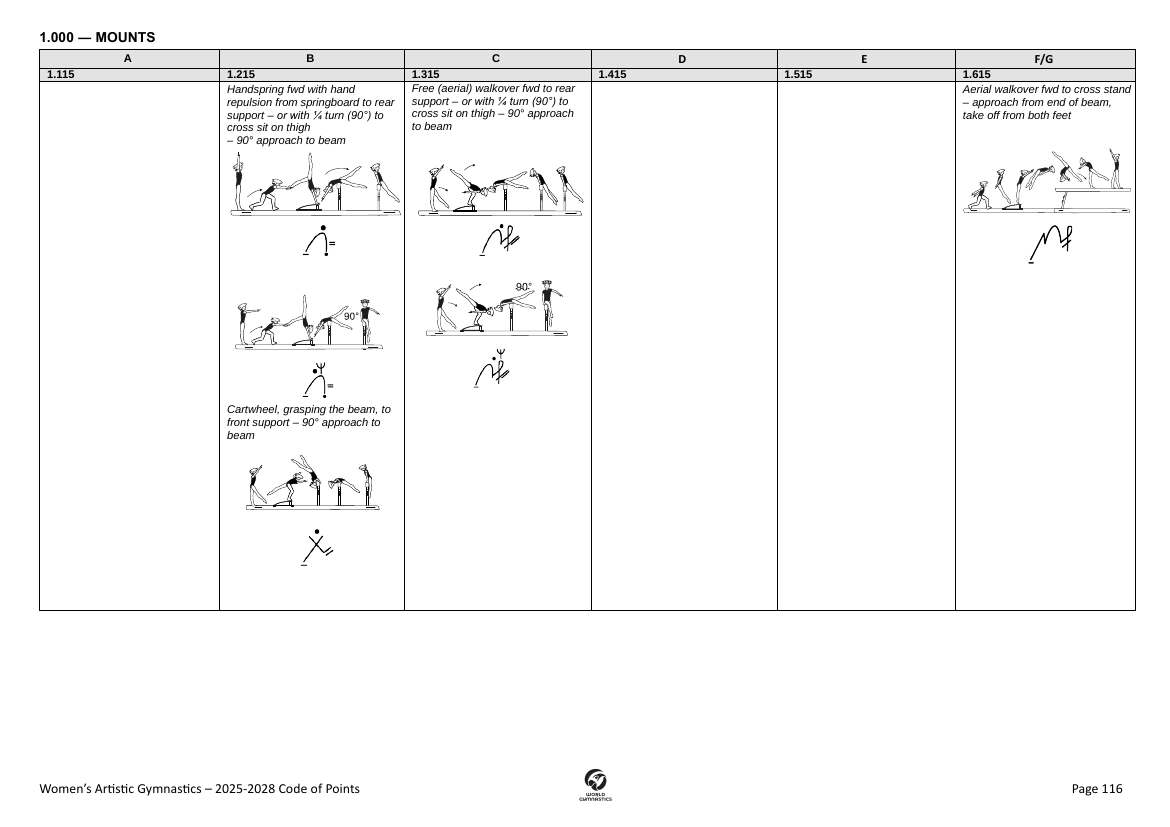 1.000 — MOUNTS
A B C D E F/G
1.115 1.215 1.315 1.415 1.515 1.615
Handspring fwd with hand
repulsion from springboard to rear
support – or with ¼ turn (90°) to
cross sit on thigh
– 90° approach to beam
90°
Cartwheel, grasping the beam, to
front support – 90° approach to
beam
Free (aerial) walkover fwd to rear
support – or with ¼ turn (90°) to
cross sit on thigh – 90° approach
to beam
90°
Aerial walkover fwd to cross stand
– approach from end of beam,
take off from both feet
Women's Artistic Gymnastics – 2025-2028 Code of Points
WORLD
GYMNASTICS
Page 116